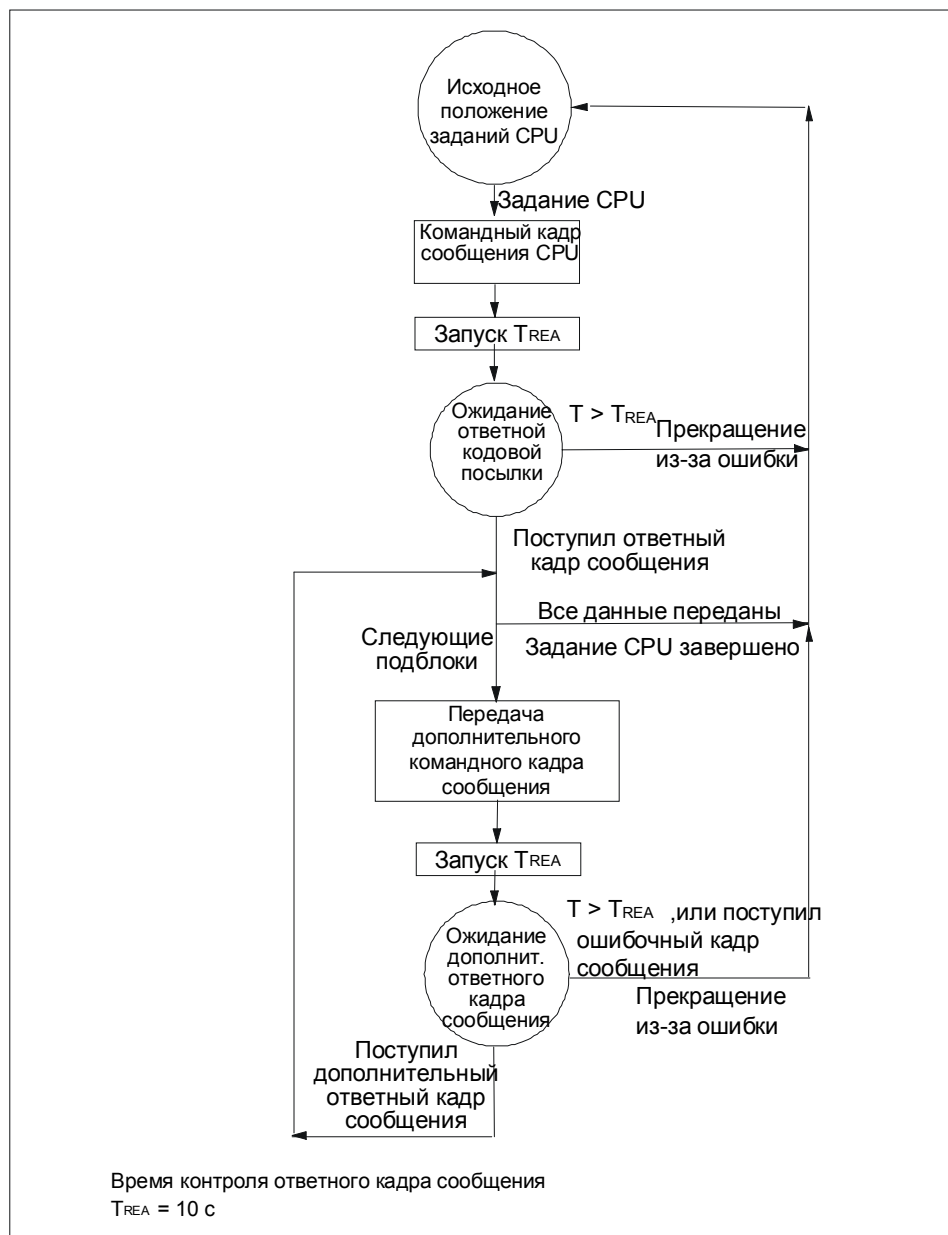 Исходное
положение
заданий CPU
Задание CPU
Командный кадр
сообщения CPU
Запуск TREA
Ожидание
ответной
кодовой
посылки
T > TREA
Прекращение
из-за ошибки
Поступил ответный
кадр сообщения
Все данные переданы
Задание CPU завершено
Следующие
подблоки
Передача
дополнительного
командного кадра
сообщения
Запуск TREA
Ожидание
дополнит.
ответного
кадра
сообщения
T > TREA ,или поступил
ошибочный кадр
сообщения
Прекращение
из-за ошибки
Поступил
дополнительный
ответный кадр
сообщения
Время контроля ответного кадра сообщения
TREA = 10 с